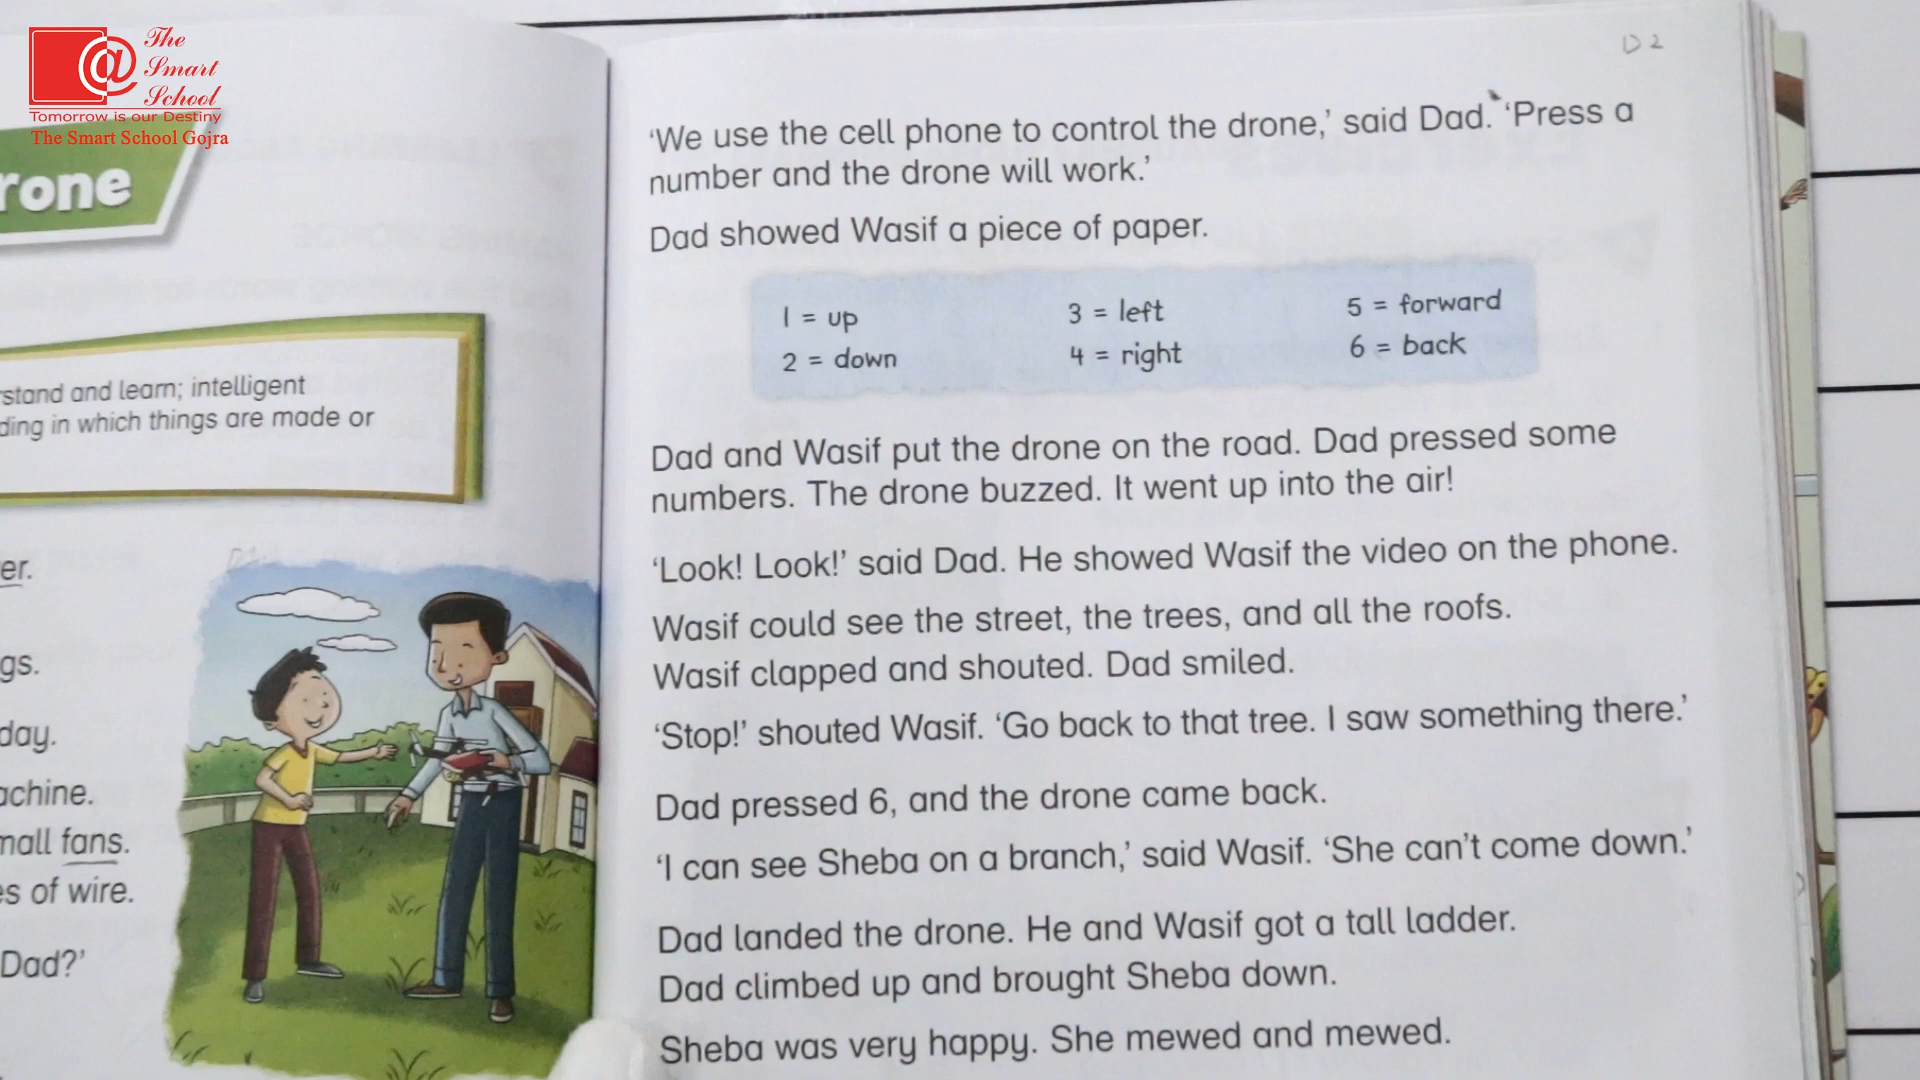 The
Smart
School
Tomorrow is our Destiny
The Smart School Gojra
rone
stand and learn; intelligent
ding in which things are made or
er.
gs.
day.
achine.
mall fans.
es of wire.
Dad?’
D1
D2
‘We use the cell phone to control the drone,’ said Dad. ‘Press a
number and the drone will work.’
Dad showed Wasif a piece of paper.
1 = up 3 = left 5 = forward
2 = down 4 = right 6 = back
Dad and Wasif put the drone on the road. Dad pressed some
numbers. The drone buzzed. It went up into the air!
‘Look! Look!’ said Dad. He showed Wasif the video on the phone.
Wasif could see the street, the trees, and all the roofs.
Wasif clapped and shouted. Dad smiled.
‘Stop!’ shouted Wasif. ‘Go back to that tree. I saw something there.’
Dad pressed 6, and the drone came back.
‘I can see Sheba on a branch,’ said Wasif. ‘She can’t come down.’
Dad landed the drone. He and Wasif got a tall ladder.
Dad climbed up and brought Sheba down.
Sheba was very happy. She mewed and mewed.